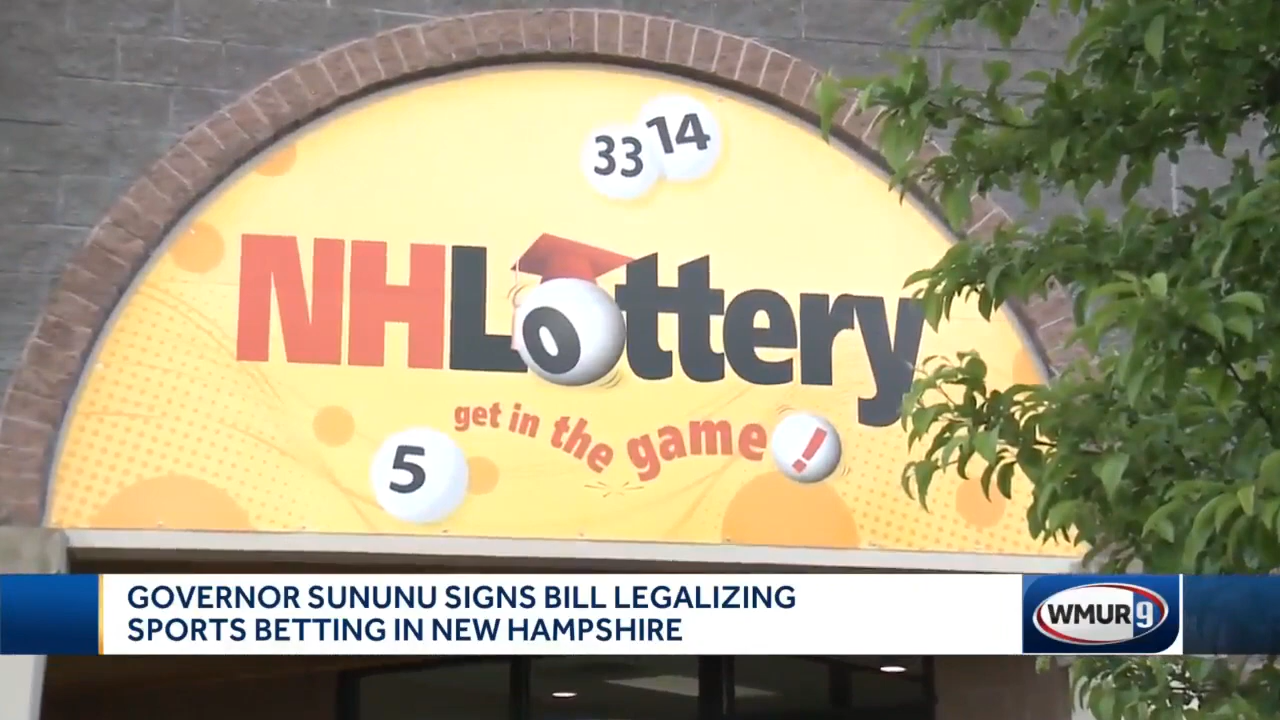 33 14
NHLottery
get in the game!
5
GOVERNOR SUNUNU SIGNS BILL LEGALIZING
SPORTS BETTING IN NEW HAMPSHIRE
WMUR9